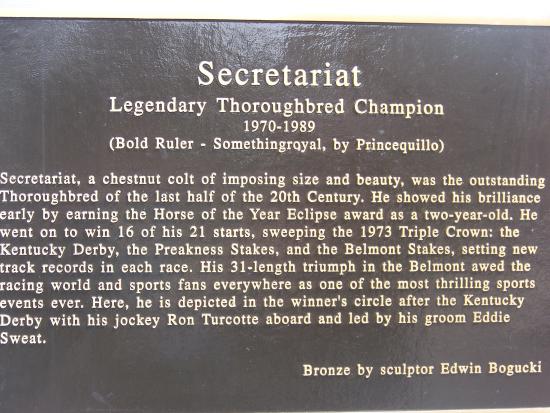 Secretariat
Legendary Thoroughbred Champion
1970-1989
(Bold Ruler - Somethingroyal, by Princequillo)
Secretariat, a chestnut colt of imposing size and beauty, was the outstanding
Thoroughbred of the last half of the 20th Century. He showed his brilliance
early by earning the Horse of the Year Eclipse award as a two-year-old. He
went on to win 16 of his 21 starts, sweeping the 1973 Triple Crown: the
Kentucky Derby, the Preakness Stakes, and the Belmont Stakes, setting new
track records in each race. His 31-length triumph in the Belmont awed the
racing world and sports fans everywhere as one of the most thrilling sports
events ever. Here, he is depicted in the winner's circle after the Kentucky
Derby with his jockey Ron Turcotte aboard and led by his groom Eddie
Sweat.
Bronze by sculptor Edwin Bogucki